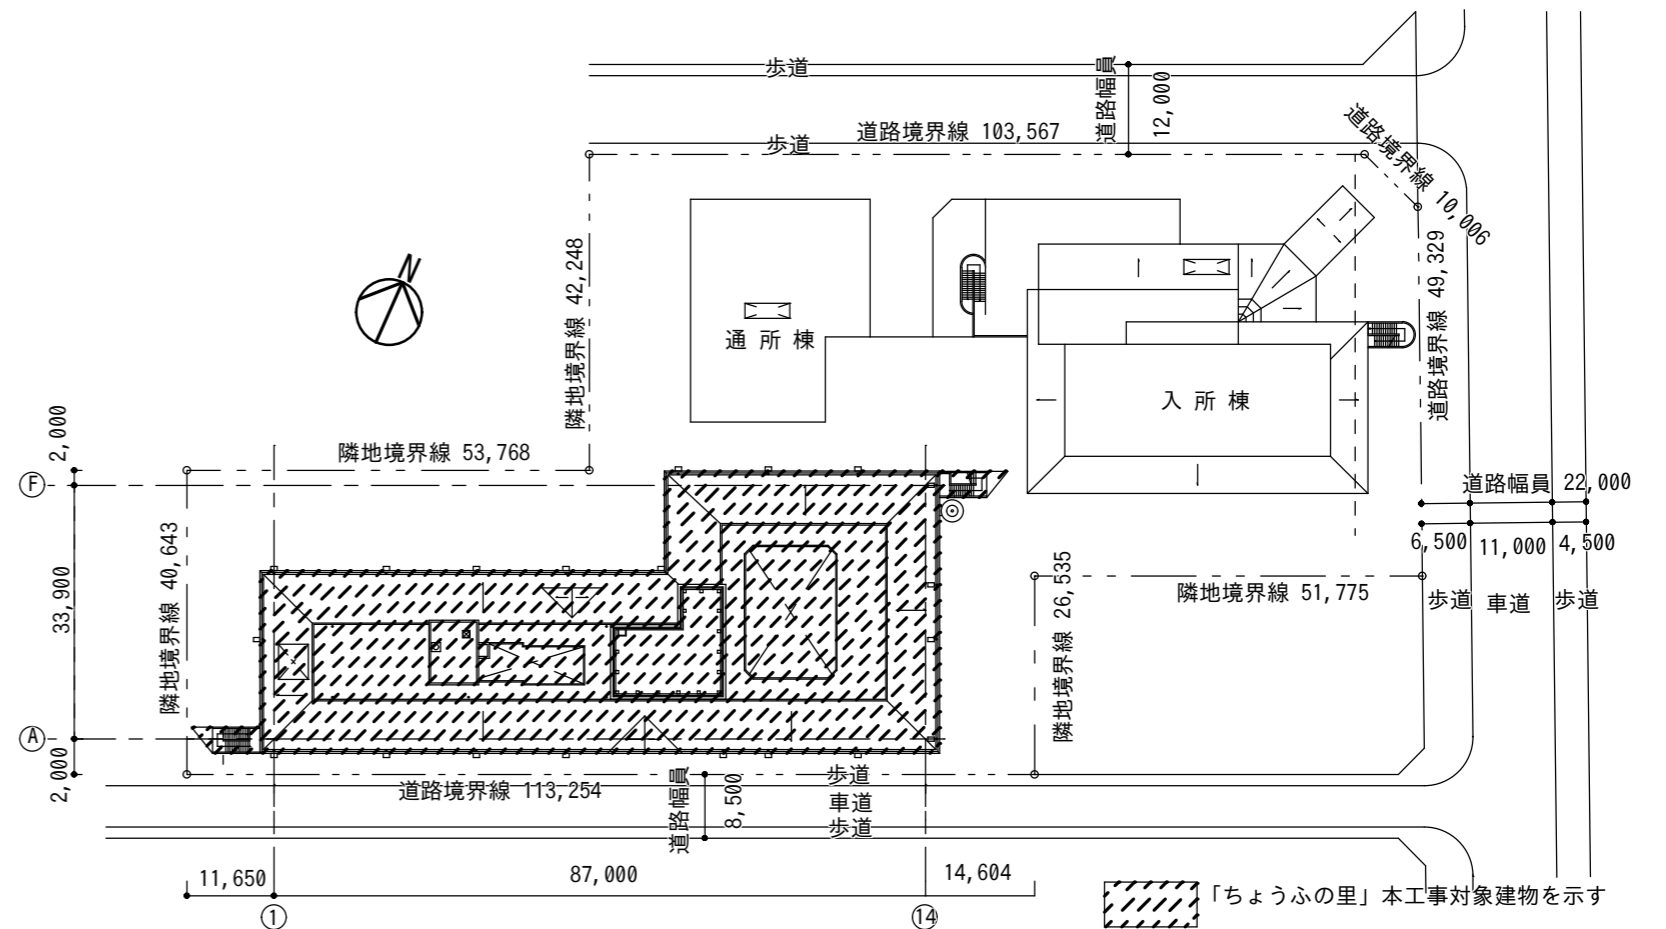 歩道
道路幅員
12,000
道路境界線 103,567
歩道
道路境界線 10,006
N
隣地境界線 42,248
道路境界線 49,329
通所棟
入所棟
2,000
隣地境界線 53,768
F
道路幅員 22,000
6,500
11,000
4,500
33,900
隣地境界線 40,643
隣地境界線 26,535
隣地境界線 51,775
歩道
車道
歩道
A
2,000
道路境界線 113,254
道路幅員
8,500
歩道
車道
歩道
11,650
87,000
14,604
1
14
「ちょうふの里」本工事対象建物を示す